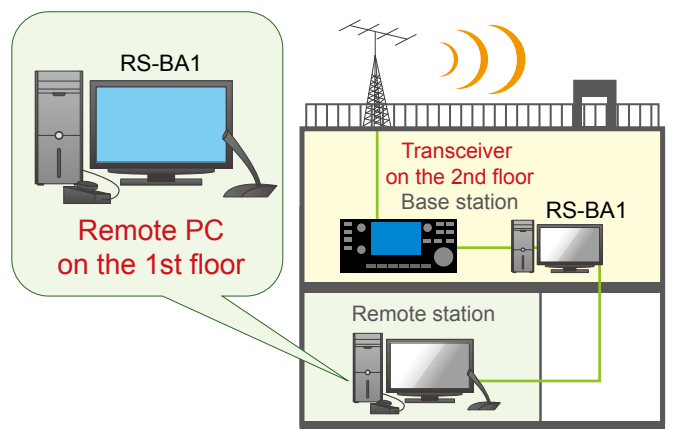 RS-BA1
Remote PC
on the 1st floor
Transceiver
on the 2nd floor
Base station
RS-BA1
Remote station